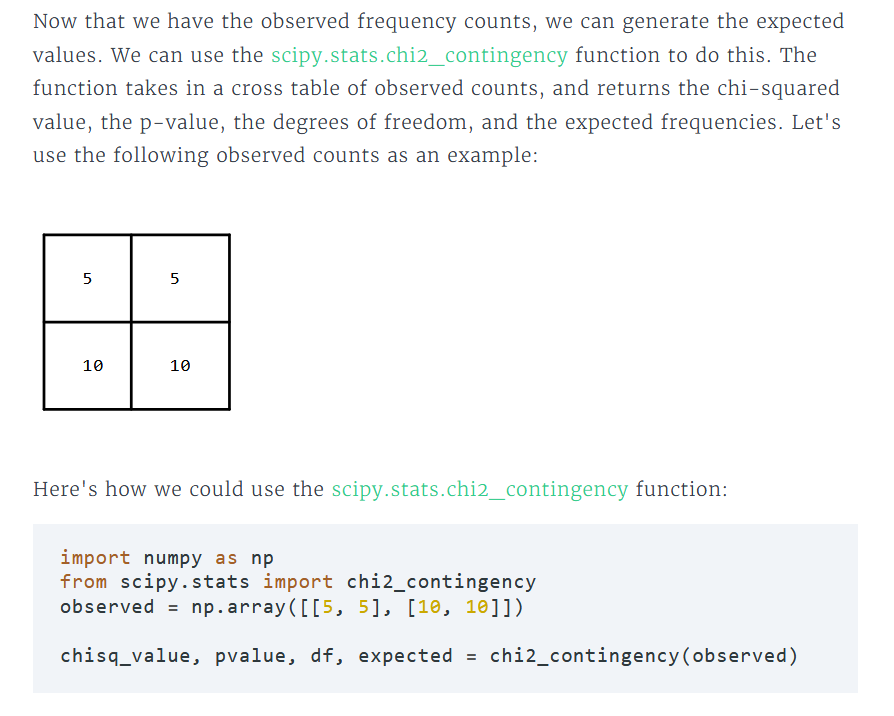 Now that we have the observed frequency counts, we can generate the expected
values. We can use the scipy.stats.chi2_contingency function to do this. The
function takes in a cross table of observed counts, and returns the chi-squared
value, the p-value, the degrees of freedom, and the expected frequencies. Let's
use the following observed counts as an example:
5 5
10 10
Here's how we could use the scipy.stats.chi2_contingency function:
import numpy as np
from scipy.stats import chi2_contingency
observed = np.array([[5, 5], [10, 10]])
chisq_value, pvalue, df, expected = chi2_contingency(observed)